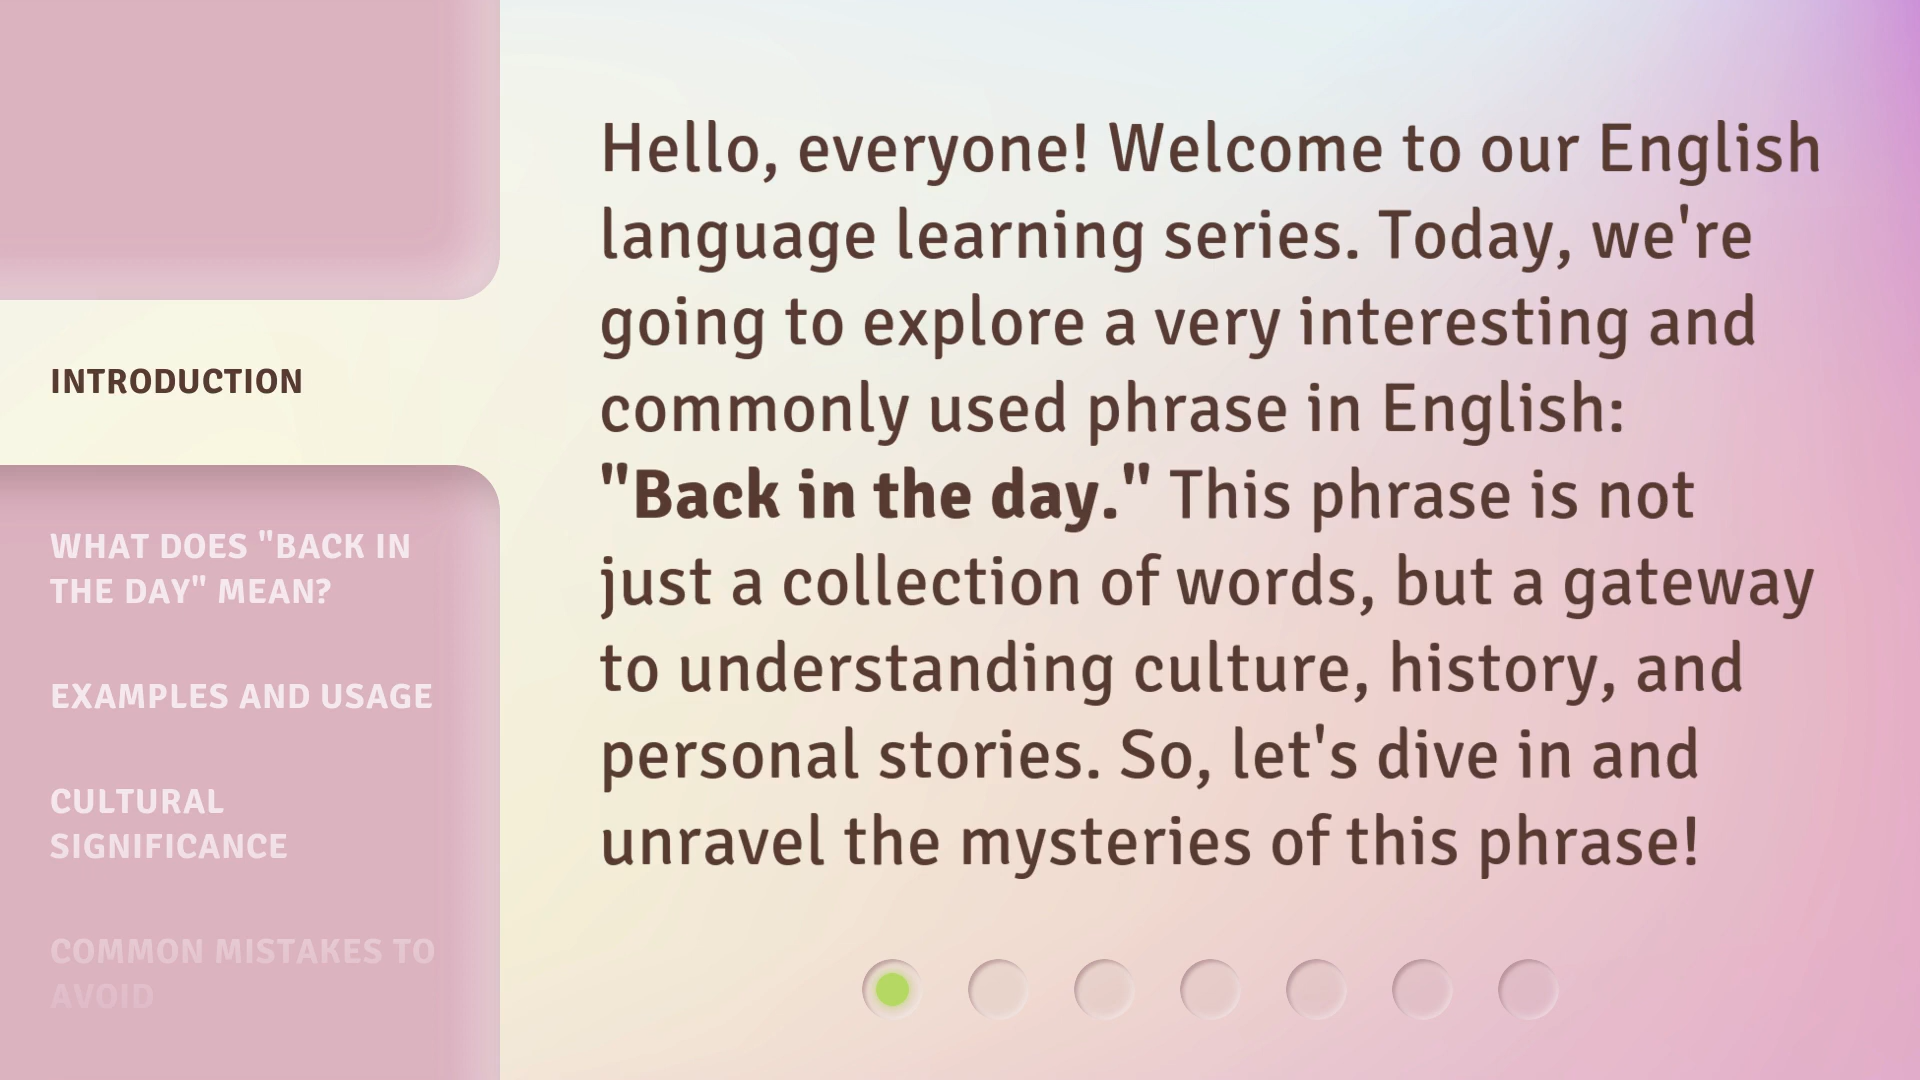 INTRODUCTION
WHAT DOES "BACK IN
THE DAY" MEAN?
EXAMPLES AND USAGE
CULTURAL
SIGNIFICANCE
COMMON MISTAKES TO
AVOID
Hello, everyone! Welcome to our English
language learning series. Today, we're
going to explore a very interesting and
commonly used phrase in English:
"Back in the day." This phrase is not
just a collection of words, but a gateway
to understanding culture, history, and
personal stories. So, let's dive in and
unravel the mysteries of this phrase!